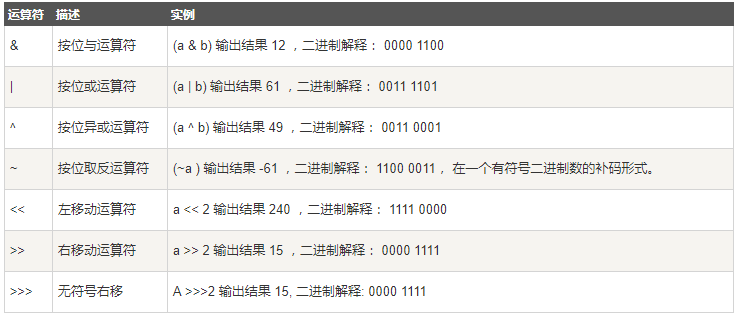 运算符 描述 实例
& 按位与运算符 (a & b) 输出结果 12 ，二进制解释： 0000 1100
| 按位或运算符 (a | b) 输出结果 61 ，二进制解释： 0011 1101
^ 按位异或运算符 (a ^ b) 输出结果 49 ，二进制解释： 0011 0001
~ 按位取反运算符 (~a ) 输出结果 -61 ，二进制解释： 1100 0011， 在一个有符号二进制数的补码形式。
<< 左移动运算符 a << 2 输出结果 240 ，二进制解释： 1111 0000
>> 右移动运算符 a >> 2 输出结果 15 ，二进制解释： 0000 1111
>>> 无符号右移 A >>>2 输出结果 15, 二进制解释: 0000 1111